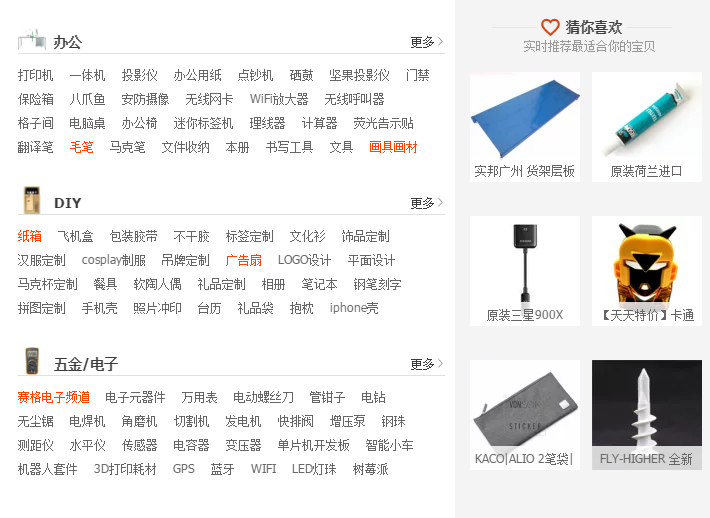 办公 更多
打印机 一体机 投影仪 办公用纸 点钞机 硒鼓 坚果投影仪 门禁
保险箱 八爪鱼 安防摄像 无线网卡 WiFi放大器 无线呼叫器
格子间 电脑桌 办公椅 迷你标签机 理线器 计算器 荧光告示贴
翻译笔 毛笔 马克笔 文件收纳 本册 书写工具 文具 画具画材
DIY 更多
纸箱 飞机盒 包装胶带 不干胶 标签定制 文化衫 饰品定制
汉服定制 cosplay制服 吊牌定制 广告扇 LOGO设计 平面设计
马克杯定制 餐具 软陶人偶 礼品定制 相册 笔记本 钢笔刻字
拼图定制 手机壳 照片冲印 台历 礼品袋 抱枕 iphone壳
五金/电子 更多
赛格电子频道 电子元器件 万用表 电动螺丝刀 管钳子 电钻
无尘锯 电焊机 角磨机 切割机 发电机 快排阀 增压泵 钢珠
测距仪 水平仪 传感器 电容器 变压器 单片机开发板 智能小车
机器人套件 3D打印耗材 GPS 蓝牙 WIFI LED灯珠 树莓派
猜你喜欢
实时推荐最适合你的宝贝
实邦广州 货架层板
原装荷兰进口
原装三星900X
【天天特价】卡通
STICKER
KACO|ALIO 2笔袋|
FLY-HIGHER 全新